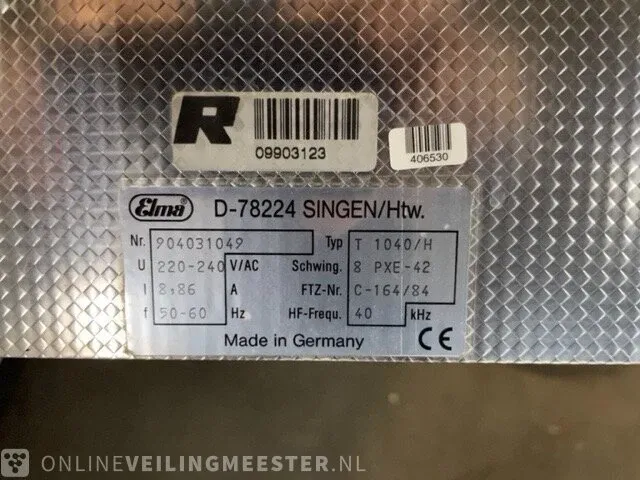 R
09903123
406530
Elma D-78224 SINGEN/Htw.
Nr. 904031049 Typ T 1040/H
U 220-240 V/AC Schwing. 8 PXE-42
I 8,86 A FTZ-Nr. C-164/84
f 50-60 Hz HF-Frequ. 40 kHz
Made in Germany CE
ONLINEVEILINGMEESTER.NL